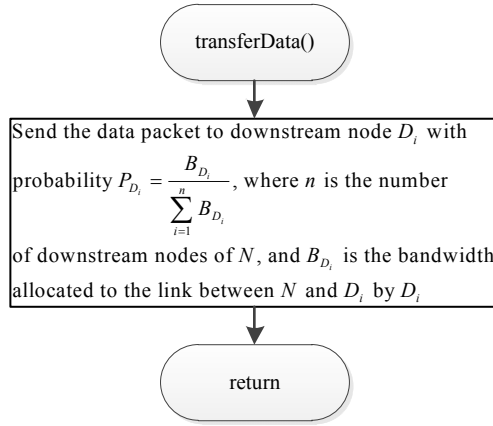 transferData()
Send the data packet to downstream node $D_i$ with
probability $P_{D_i} = \frac{B_{D_i}}{\sum_{i=1}^{n} B_{D_i}}$, where $n$ is the number
of downstream nodes of $N$, and $B_{D_i}$ is the bandwidth
allocated to the link between $N$ and $D_i$ by $D_i$
return